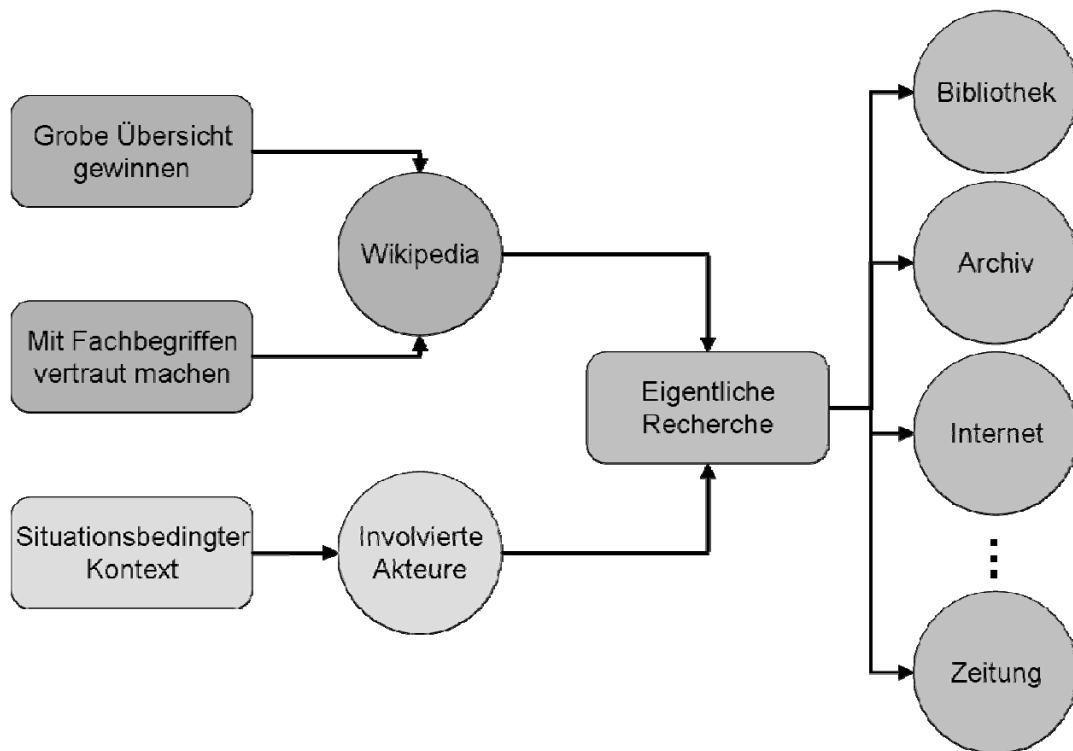 Grobe Übersicht
gewinnen
Wikipedia
Mit Fachbegriffen
vertraut machen
Situationsbedingter
Kontext
Involvierte
Akteure
Eigentliche
Recherche
Bibliothek
Archiv
Internet
Zeitung